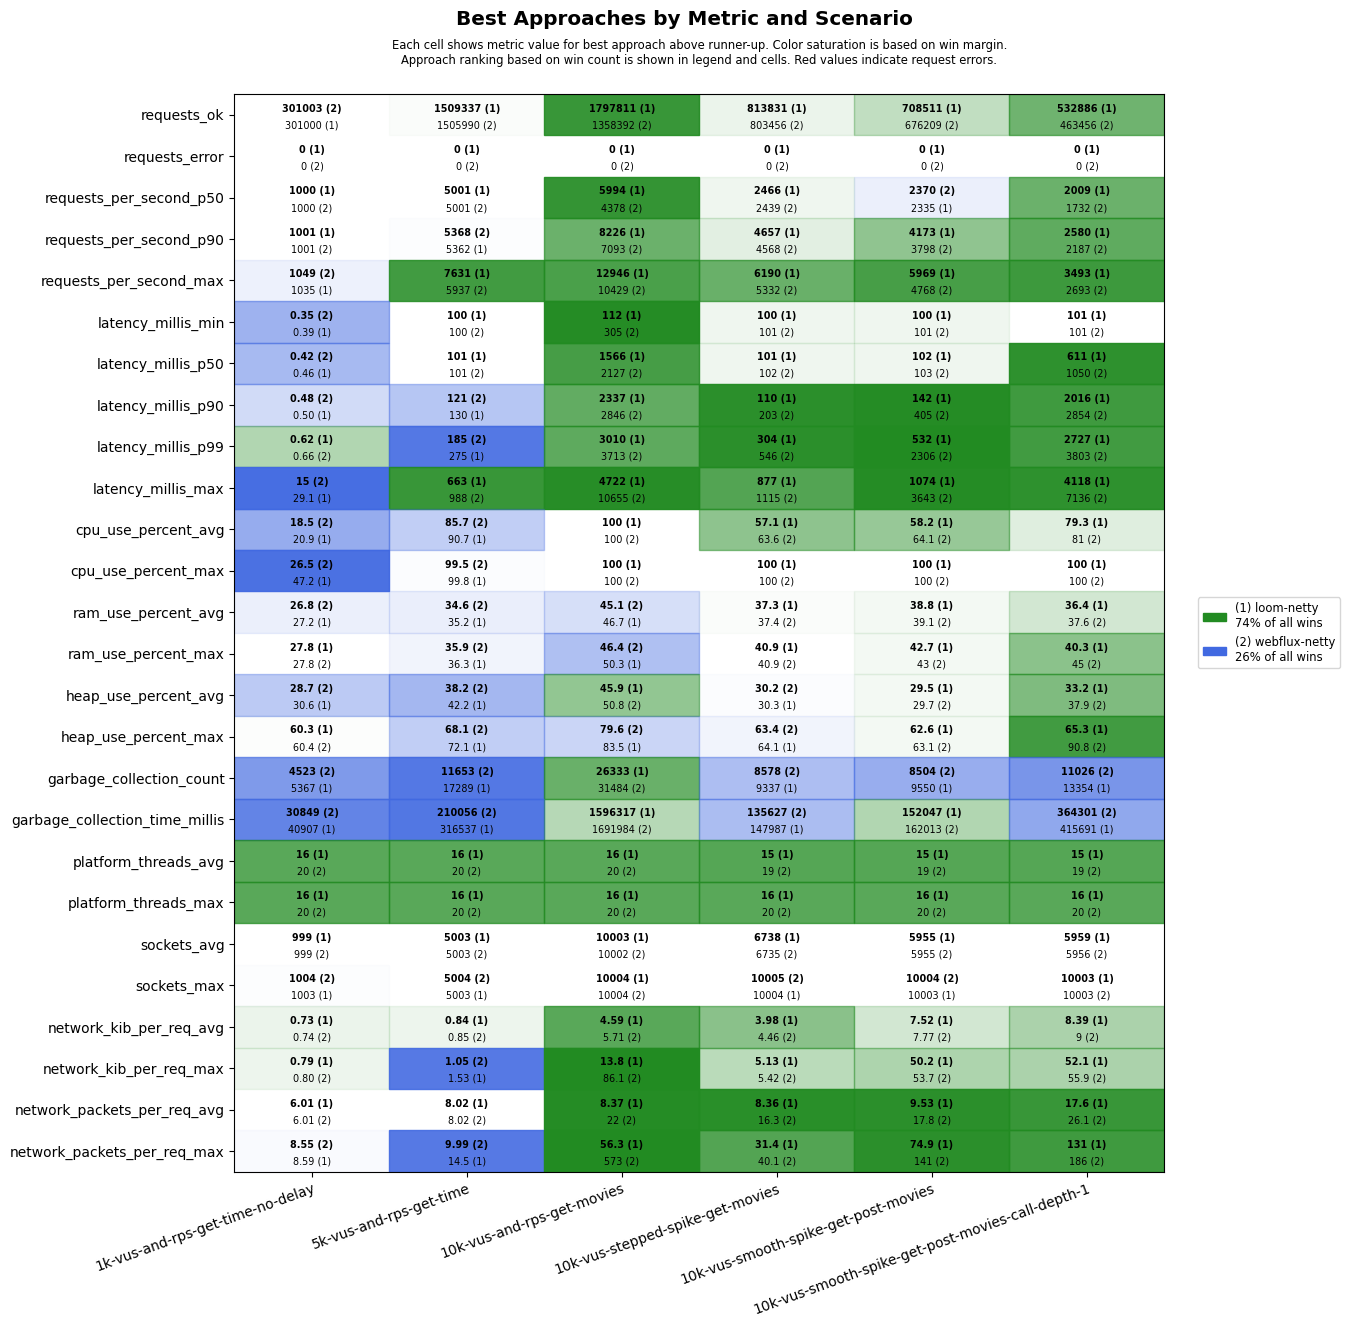 Best Approaches by Metric and Scenario
Each cell shows metric value for best approach above runner-up. Color saturation is based on win margin.
Approach ranking based on win count is shown in legend and cells. Red values indicate request errors.
requests_ok
301003 (2) 1509337 (1) 1797811 (1) 813831 (1) 708511 (1) 532886 (1)
301000 (1) 1505990 (2) 1358392 (2) 803456 (2) 676209 (2) 463456 (2)
requests_error
0 (1) 0 (1) 0 (1) 0 (1) 0 (1) 0 (1)
0 (2) 0 (2) 0 (2) 0 (2) 0 (2) 0 (2)
requests_per_second_p50
1000 (1) 5001 (1) 5994 (1) 2466 (1) 2370 (2) 2009 (1)
1000 (2) 5001 (2) 4378 (2) 2439 (2) 2335 (1) 1732 (2)
requests_per_second_p90
1001 (1) 5368 (2) 8226 (1) 4657 (1) 4173 (1) 2580 (1)
1001 (2) 5362 (1) 7093 (2) 4568 (2) 3798 (2) 2187 (2)
requests_per_second_max
1049 (2) 7631 (1) 12946 (1) 6190 (1) 5969 (1) 3493 (1)
1035 (1) 5937 (2) 10429 (2) 5332 (2) 4768 (2) 2693 (2)
latency_millis_min
0.35 (2) 100 (1) 112 (1) 100 (1) 100 (1) 101 (1)
0.39 (1) 100 (2) 305 (2) 101 (2) 101 (2) 101 (2)
latency_millis_p50
0.42 (2) 101 (1) 1566 (1) 101 (1) 102 (1) 611 (1)
0.46 (1) 101 (2) 2127 (2) 102 (2) 103 (2) 1050 (2)
latency_millis_p90
0.48 (2) 121 (2) 2337 (1) 110 (1) 142 (1) 2016 (1)
0.50 (1) 130 (1) 2846 (2) 203 (2) 405 (2) 2854 (2)
latency_millis_p99
0.62 (1) 185 (2) 3010 (1) 304 (1) 532 (1) 2727 (1)
0.66 (2) 275 (1) 3713 (2) 546 (2) 2306 (2) 3803 (2)
latency_millis_max
15 (2) 663 (1) 4722 (1) 877 (1) 1074 (1) 4118 (1)
29.1 (1) 988 (2) 10655 (2) 1115 (2) 3643 (2) 7136 (2)
cpu_use_percent_avg
18.5 (2) 85.7 (2) 100 (1) 57.1 (1) 58.2 (1) 79.3 (1)
20.9 (1) 90.7 (1) 100 (2) 63.6 (2) 64.1 (2) 81 (2)
cpu_use_percent_max
26.5 (2) 99.5 (2) 100 (1) 100 (1) 100 (1) 100 (1)
47.2 (1) 99.8 (1) 100 (2) 100 (2) 100 (2) 100 (2)
ram_use_percent_avg
26.8 (2) 34.6 (2) 45.1 (2) 37.3 (1) 38.8 (1) 36.4 (1)
27.2 (1) 35.2 (1) 46.7 (1) 37.4 (2) 39.1 (2) 37.6 (2)
ram_use_percent_max
27.8 (1) 35.9 (2) 46.4 (2) 40.9 (1) 42.7 (1) 40.3 (1)
27.8 (2) 36.3 (1) 50.3 (1) 40.9 (2) 43 (2) 45 (2)
heap_use_percent_avg
28.7 (2) 38.2 (2) 45.9 (1) 30.2 (2) 29.5 (1) 33.2 (1)
30.6 (1) 42.2 (1) 50.8 (2) 30.3 (1) 29.7 (2) 37.9 (2)
heap_use_percent_max
60.3 (1) 68.1 (2) 79.6 (2) 63.4 (2) 62.6 (1) 65.3 (1)
60.4 (2) 72.1 (1) 83.5 (1) 64.1 (1) 63.1 (2) 90.8 (2)
garbage_collection_count
4523 (2) 11653 (2) 26333 (1) 8578 (2) 8504 (2) 11026 (2)
5367 (1) 17289 (1) 31484 (2) 9337 (1) 9550 (1) 13354 (1)
garbage_collection_time_millis
30849 (2) 210056 (2) 1596317 (1) 135627 (2) 152047 (1) 364301 (2)
40907 (1) 316537 (1) 1691984 (2) 147987 (1) 162013 (2) 415691 (1)
platform_threads_avg
16 (1) 16 (1) 16 (1) 15 (1) 15 (1) 15 (1)
20 (2) 20 (2) 20 (2) 19 (2) 19 (2) 19 (2)
platform_threads_max
16 (1) 16 (1) 16 (1) 16 (1) 16 (1) 16 (1)
20 (2) 20 (2) 20 (2) 20 (2) 20 (2) 20 (2)
sockets_avg
999 (1) 5003 (1) 10003 (1) 6738 (1) 5955 (1) 5959 (1)
999 (2) 5003 (2) 10002 (2) 6735 (2) 5955 (2) 5956 (2)
sockets_max
1004 (2) 5004 (2) 10004 (1) 10005 (2) 10004 (2) 10003 (1)
1003 (1) 5003 (1) 10004 (2) 10004 (1) 10003 (1) 10003 (2)
network_kib_per_req_avg
0.73 (1) 0.84 (1) 4.59 (1) 3.98 (1) 7.52 (1) 8.39 (1)
0.74 (2) 0.85 (2) 5.71 (2) 4.46 (2) 7.77 (2) 9 (2)
network_kib_per_req_max
0.79 (1) 1.05 (2) 13.8 (1) 5.13 (1) 50.2 (1) 52.1 (1)
0.80 (2) 1.53 (1) 86.1 (2) 5.42 (2) 53.7 (2) 55.9 (2)
network_packets_per_req_avg
6.01 (1) 8.02 (1) 8.37 (1) 8.36 (1) 9.53 (1) 17.6 (1)
6.01 (2) 8.02 (2) 22 (2) 16.3 (2) 17.8 (2) 26.1 (2)
network_packets_per_req_max
8.55 (2) 9.99 (2) 56.3 (1) 31.4 (1) 74.9 (1) 131 (1)
8.59 (1) 14.5 (1) 573 (2) 40.1 (2) 141 (2) 186 (2)
1k-vus-and-rps-get-time-no-delay
5k-vus-and-rps-get-time
10k-vus-and-rps-get-movies
10k-vus-stepped-spike-get-movies
10k-vus-smooth-spike-get-post-movies
10k-vus-smooth-spike-get-post-movies-call-depth-1
(1) loom-netty
74% of all wins
(2) webflux-netty
26% of all wins